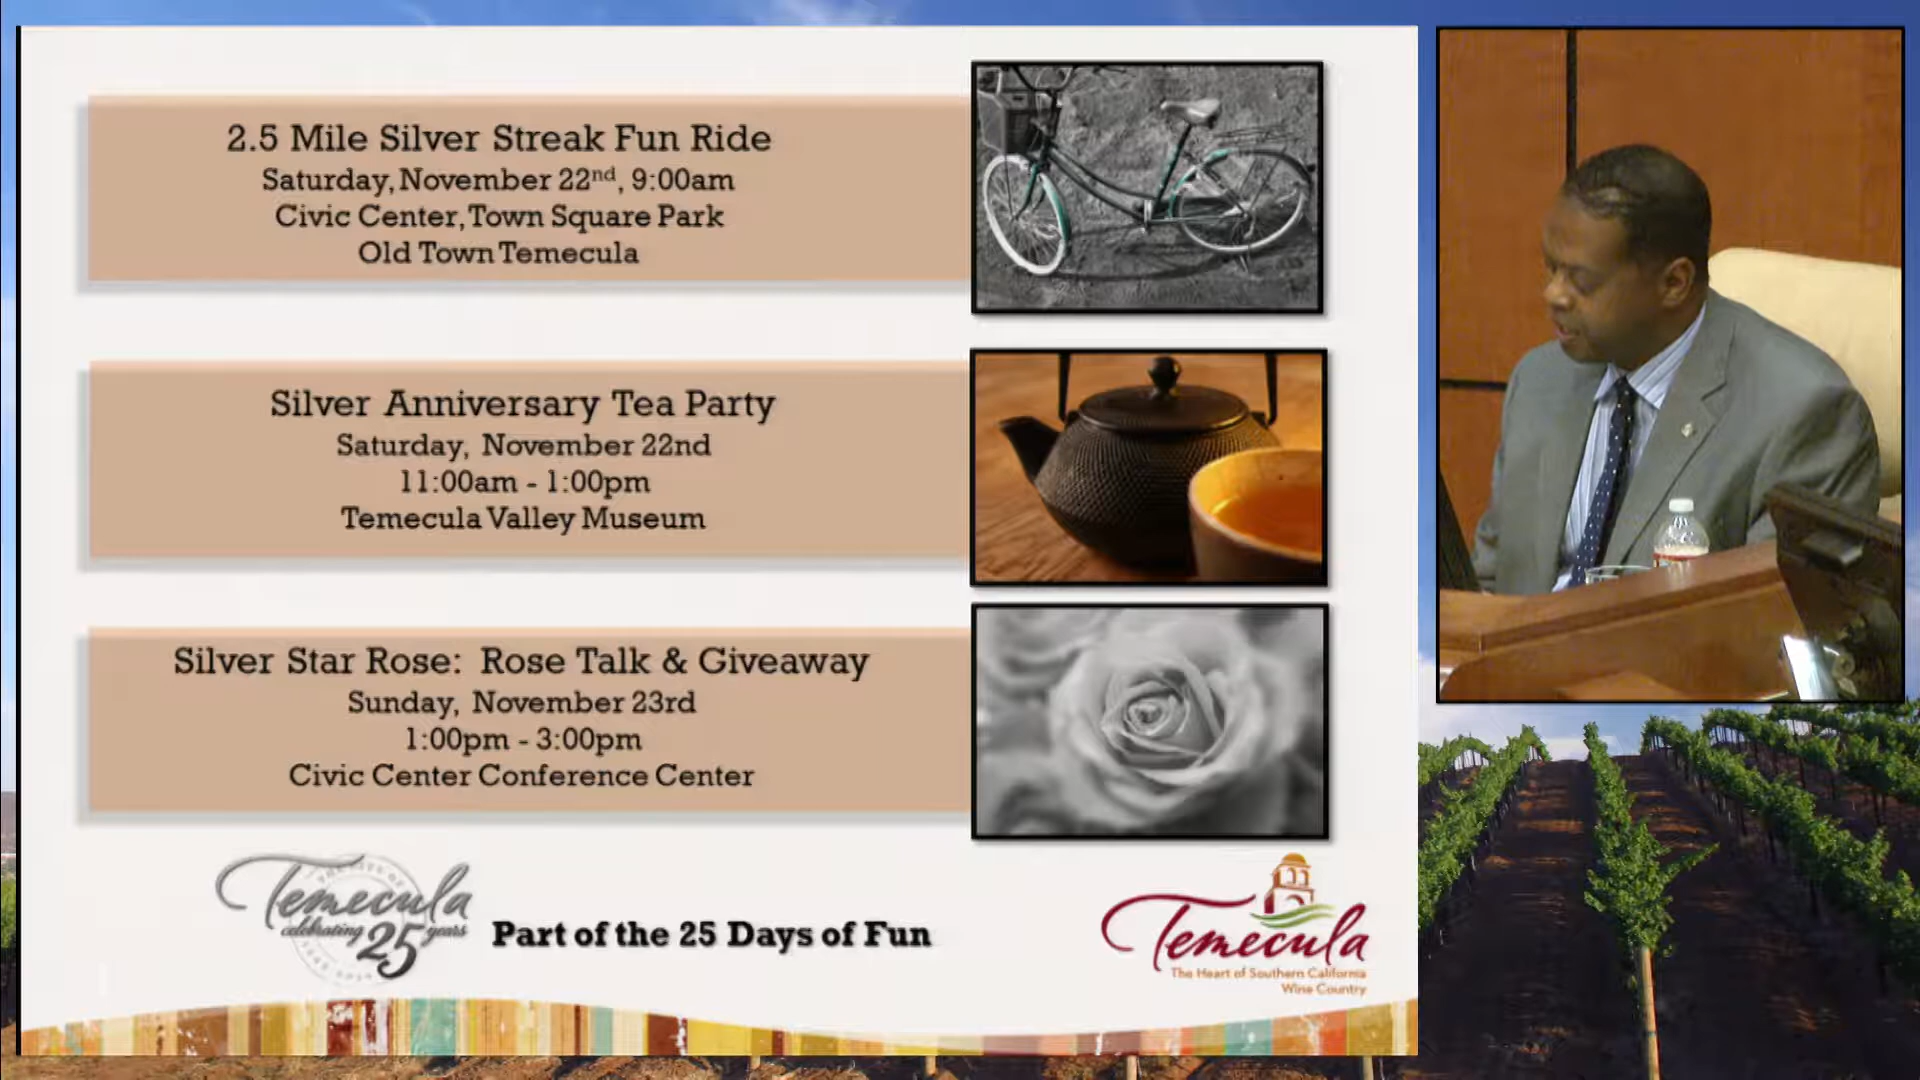 2.5 Mile Silver Streak Fun Ride
Saturday, November 22nd, 9:00am
Civic Center, Town Square Park
Old Town Temecula
Silver Anniversary Tea Party
Saturday, November 22nd
11:00am - 1:00pm
Temecula Valley Museum
Silver Star Rose: Rose Talk & Giveaway
Sunday, November 23rd
1:00pm - 3:00pm
Civic Center Conference Center
Temecula
celebrating 25 years
Part of the 25 Days of Fun
Temecula
The Heart of Southern California
Wine Country